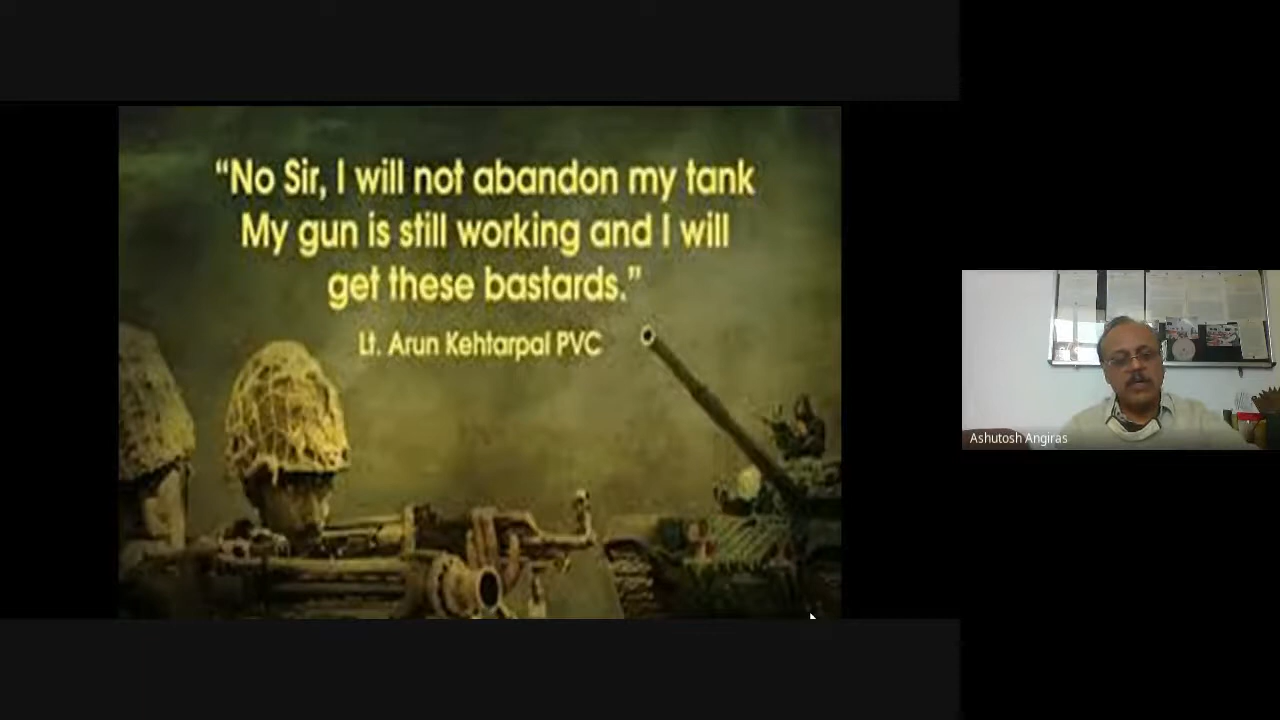 “No Sir, I will not abandon my tank
My gun is still working and I will
get these bastards.”
Lt. Arun Kehtarpal PVC
Ashutosh Angiras